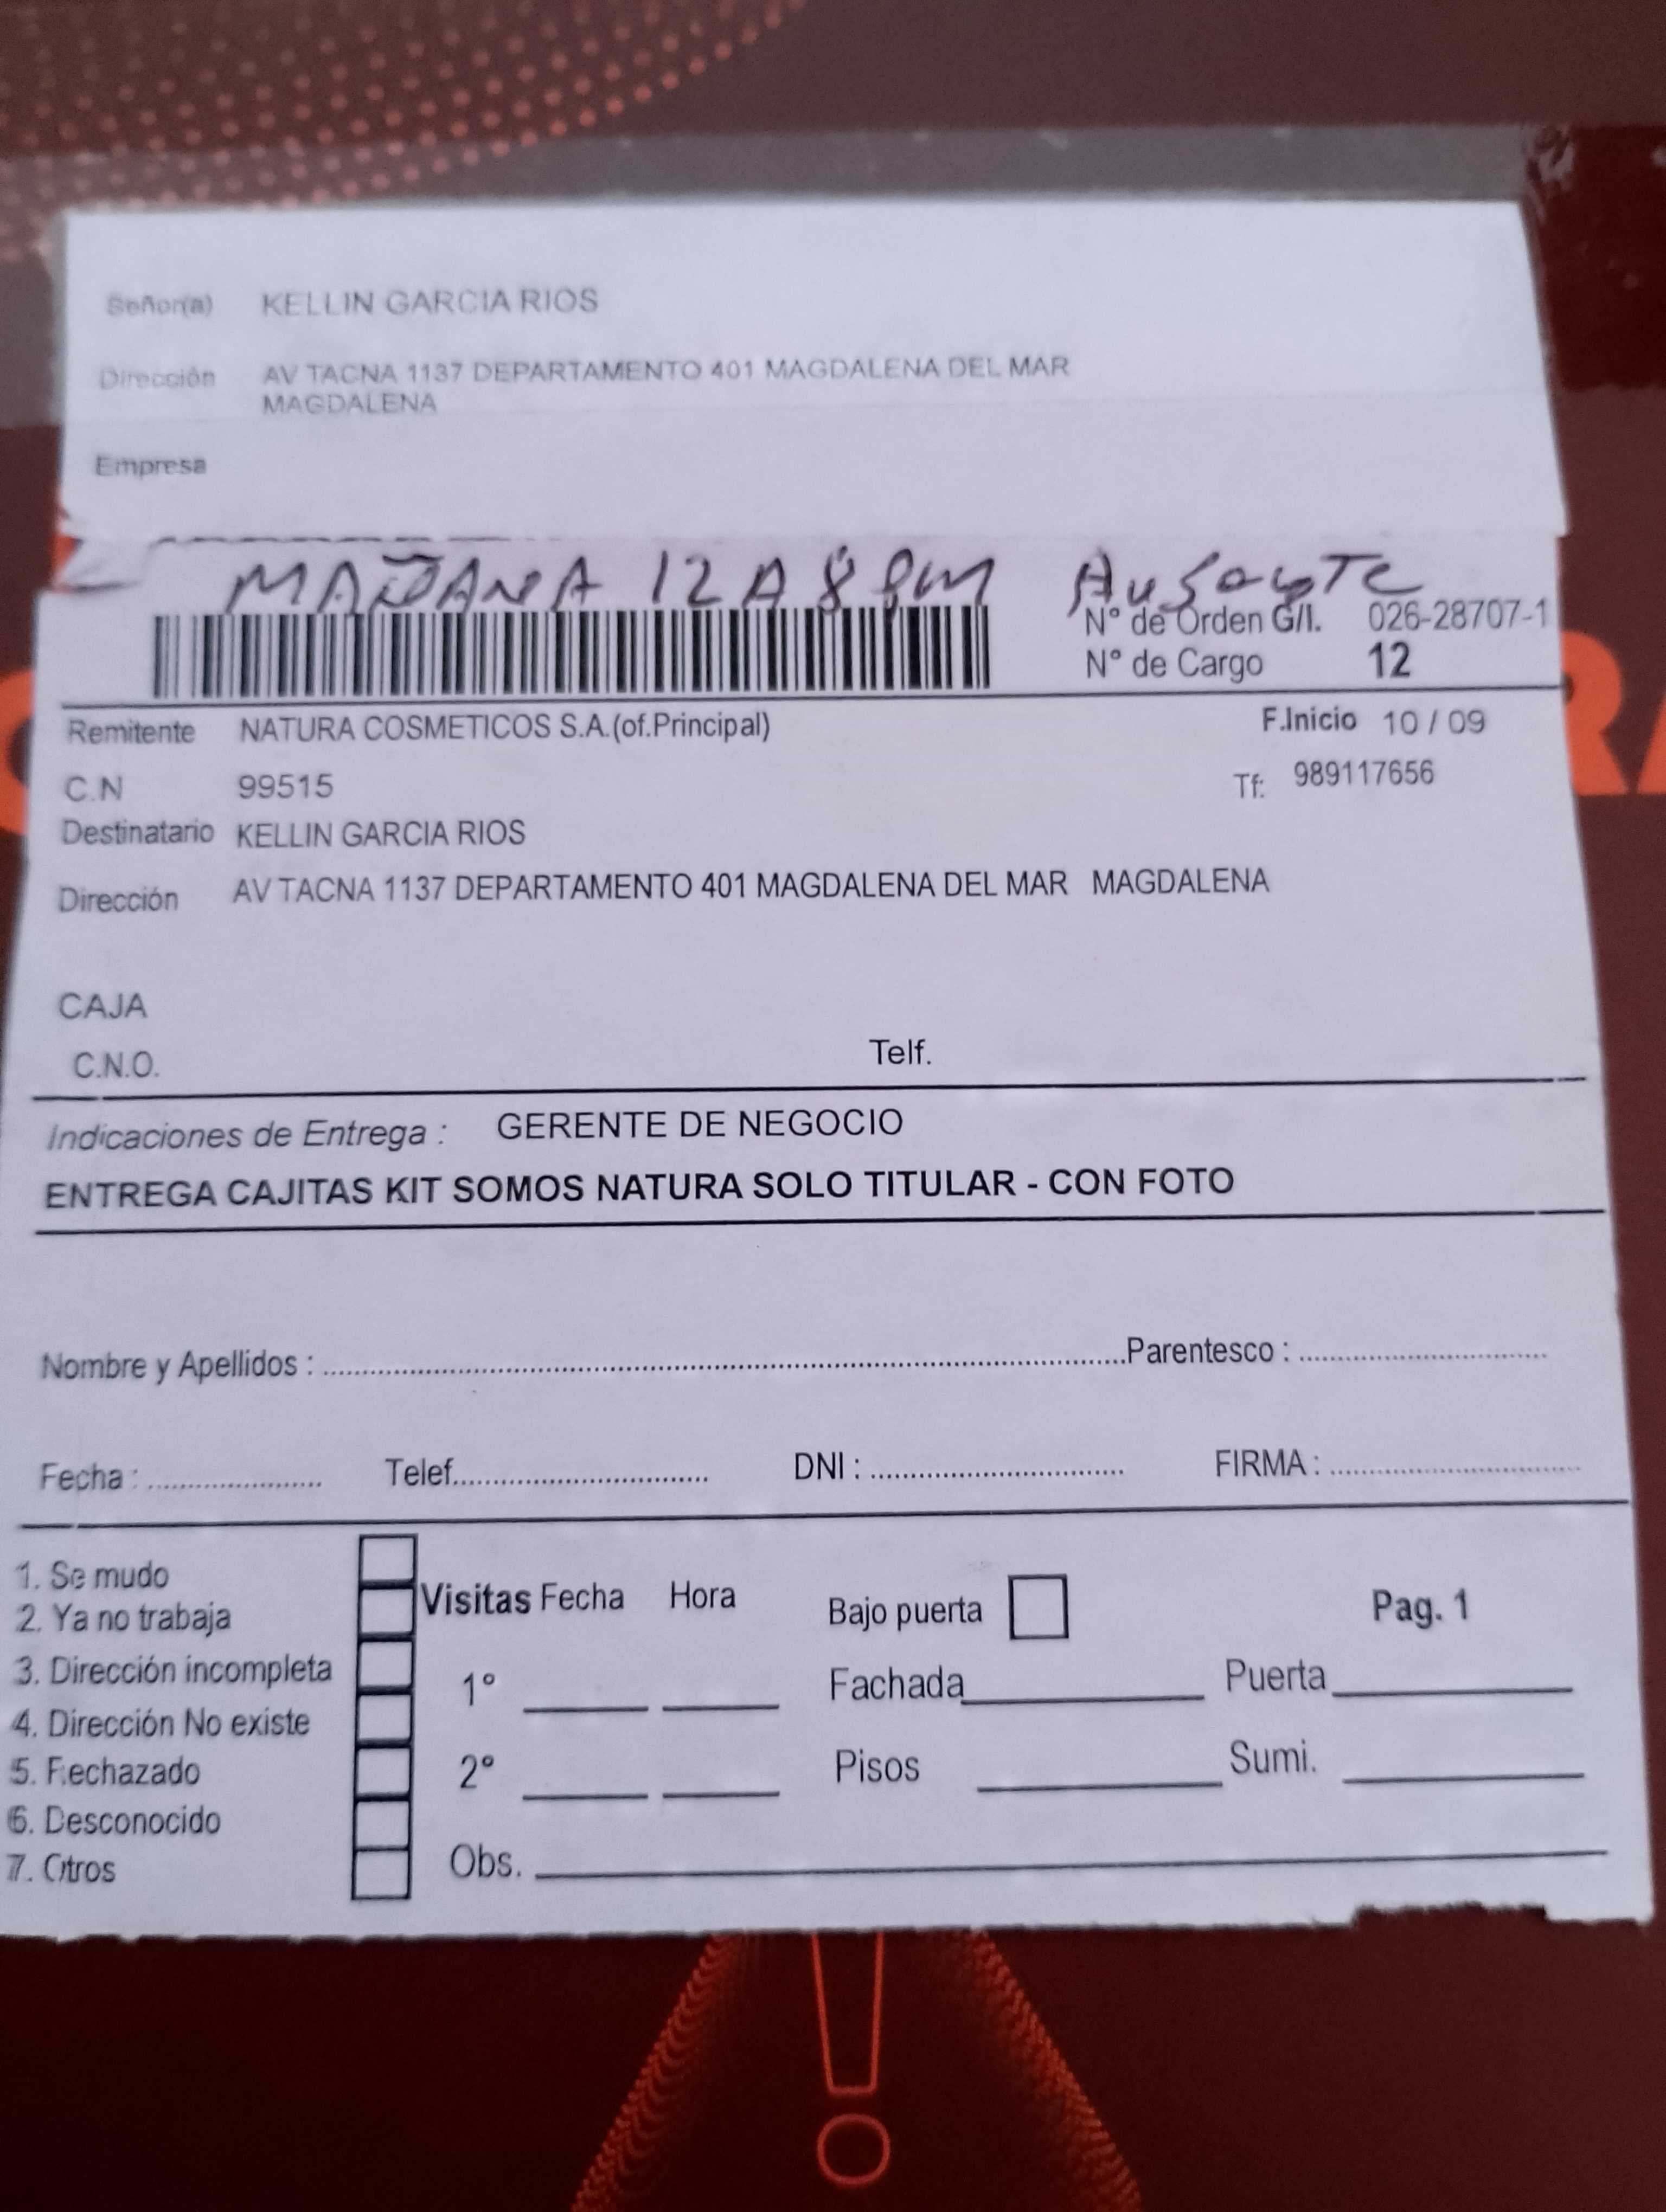 Señor(a) KELLIN GARCIA RIOS
Dirección AV TACNA 1137 DEPARTAMENTO 401 MAGDALENA DEL MAR
MAGDALENA
Empresa
MAÑANA 12 A 8 PM Ausente
N° de Orden G/I. 026-28707-1
N° de Cargo 12
Remitente NATURA COSMETICOS S.A.(of.Principal) F.Inicio 10 / 09
C.N 99515 Tf: 989117656
Destinatario KELLIN GARCIA RIOS
Dirección AV TACNA 1137 DEPARTAMENTO 401 MAGDALENA DEL MAR MAGDALENA
CAJA
C.N.O. Telf.
Indicaciones de Entrega : GERENTE DE NEGOCIO
ENTREGA CAJITAS KIT SOMOS NATURA SOLO TITULAR - CON FOTO
Nombre y Apellidos : Parentesco :
Fecha : Telef. DNI : FIRMA :
1. Se mudo
2. Ya no trabaja
3. Dirección incompleta
4. Dirección No existe
5. Rechazado
6. Desconocido
7. Otros
Visitas Fecha Hora
1°
2°
Obs.
Bajo puerta Pag. 1
Fachada Puerta
Pisos Sumi.